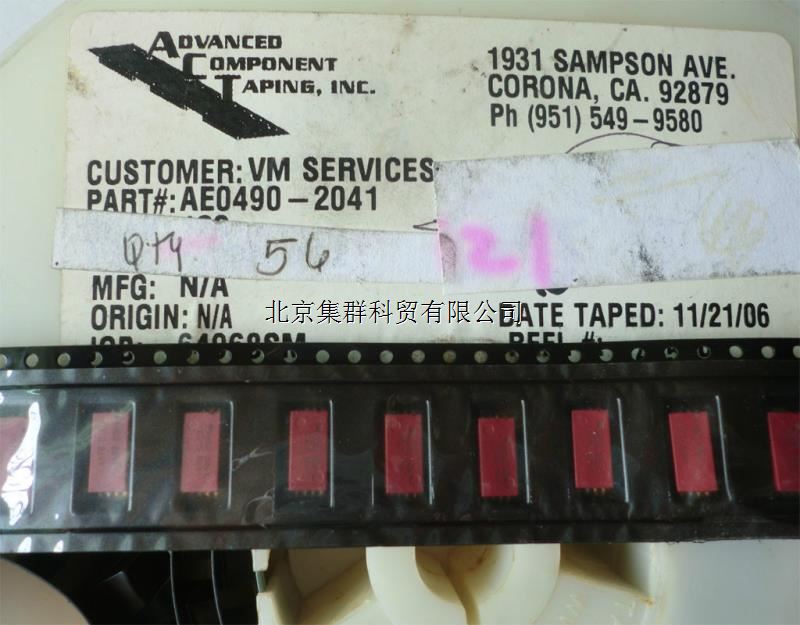 ADVANCED
COMPONENT
TAPING, INC.
1931 SAMPSON AVE.
CORONA, CA. 92879
Ph (951) 549-9580
CUSTOMER: VM SERVICES
PART#: AE0490-2041
QTY 56
21
MFG: N/A
北京集群科贸有限公司
ORIGIN: N/A
DATE TAPED: 11/21/06
REEL #: